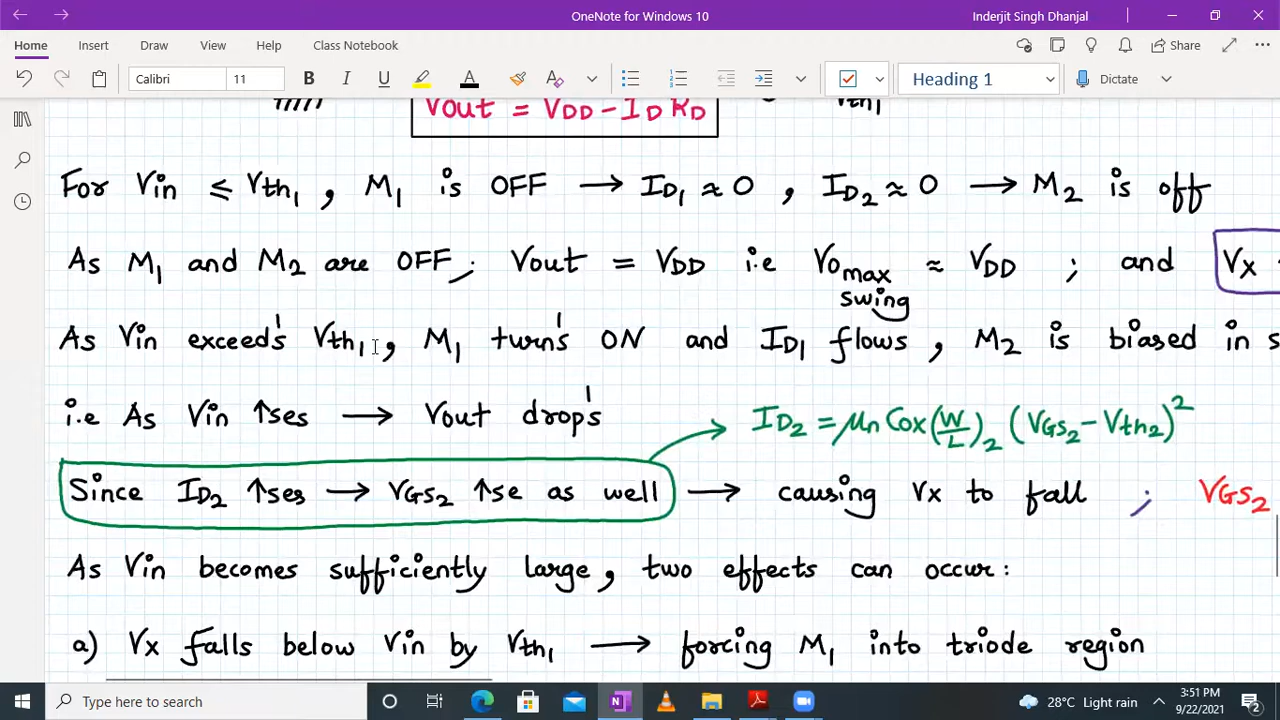 OneNote for Windows 10
Inderjit Singh Dhanjal
Home Insert Draw View Help Class Notebook
Share
Calibri 11 B I U A Heading 1 Dictate
Vout = VDD - ID RD
Vth1
For Vin ≤ Vth1 , M1 is OFF → ID1 ≈ 0 , ID2 ≈ 0 → M2 is off
As M1 and M2 are OFF ; Vout = VDD i.e Vomax ≈ VDD ; and Vx
swing
As Vin exceed's Vth1 , M1 turn's ON and ID1 flows , M2 is biased in s
i.e As Vin ↑ses → Vout drop's
ID2 = μn Cox (W/L)2 (VGS2 - Vth2)²
Since ID2 ↑ses → VGS2 ↑se as well → causing Vx to fall ; VGS2
As Vin becomes sufficiently large, two effects can occur :
a) Vx falls below Vin by Vth1 → forcing M1 into triode region
Type here to search
28°C Light rain
3:51 PM
9/22/2021
2